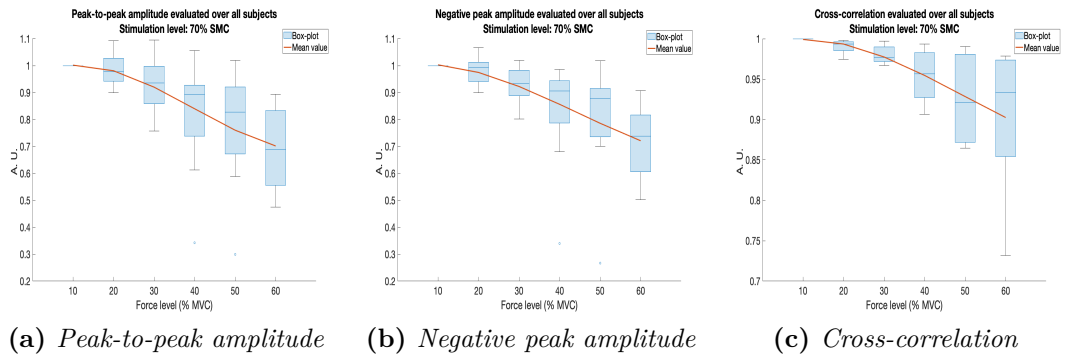 Peak-to-peak amplitude evaluated over all subjects
Stimulation level: 70% SMC
Box-plot
Mean value
1.1
1
0.9
0.8
0.7
0.6
0.5
0.4
0.3
0.2
A. U.
10 20 30 40 50 60
Force level (% MVC)
(a) Peak-to-peak amplitude
Negative peak amplitude evaluated over all subjects
Stimulation level: 70% SMC
Box-plot
Mean value
1.1
1
0.9
0.8
0.7
0.6
0.5
0.4
0.3
0.2
A. U.
10 20 30 40 50 60
Force level (% MVC)
(b) Negative peak amplitude
Cross-correlation evaluated over all subjects
Stimulation level: 70% SMC
Box-plot
Mean value
1
0.95
0.9
0.85
0.8
0.75
0.7
A. U.
10 20 30 40 50 60
Force level (% MVC)
(c) Cross-correlation